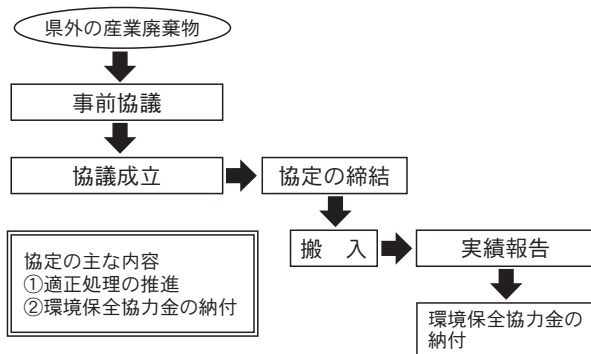 県外の産業廃棄物
事前協議
協議成立
協定の締結
搬　入
実績報告
協定の主な内容
①適正処理の推進
②環境保全協力金の納付
環境保全協力金の
納付